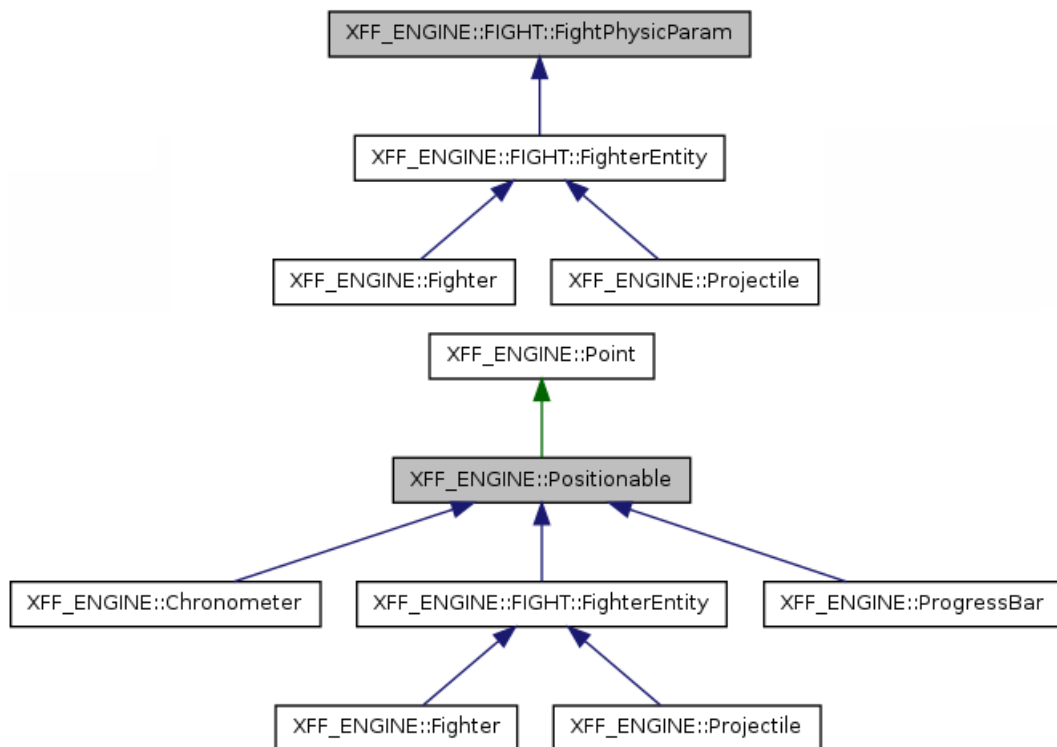 XFF_ENGINE::FIGHT::FightPhysicParam
XFF_ENGINE::FIGHT::FighterEntity
XFF_ENGINE::Fighter
XFF_ENGINE::Projectile
XFF_ENGINE::Point
XFF_ENGINE::Positionable
XFF_ENGINE::Chronometer
XFF_ENGINE::FIGHT::FighterEntity
XFF_ENGINE::ProgressBar
XFF_ENGINE::Fighter
XFF_ENGINE::Projectile